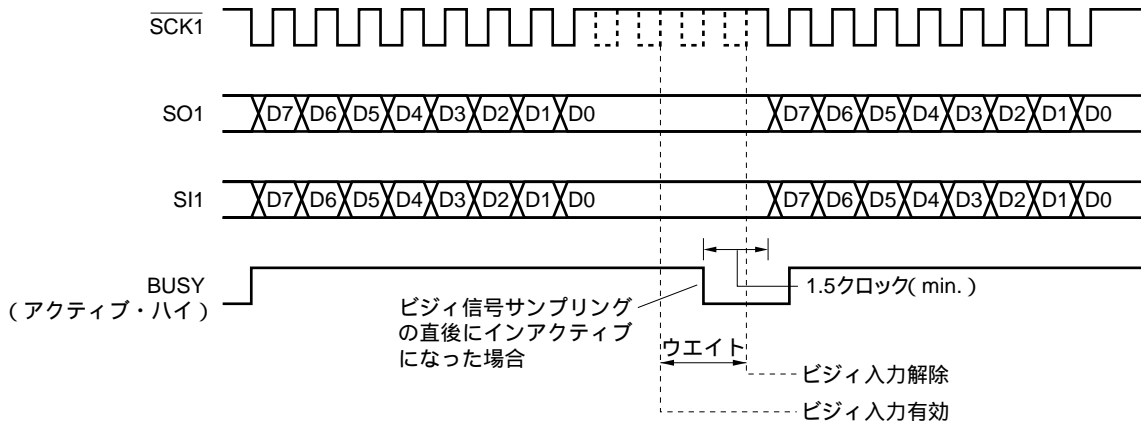 SCK1
SO1
D7 D6 D5 D4 D3 D2 D1 D0 D7 D6 D5 D4 D3 D2 D1 D0
SI1
D7 D6 D5 D4 D3 D2 D1 D0 D7 D6 D5 D4 D3 D2 D1 D0
BUSY
(アクティブ・ハイ)
ビジィ信号サンプリング
の直後にインアクティブ
になった場合
1.5クロック( min. )
ウエイト
ビジィ入力解除
ビジィ入力有効